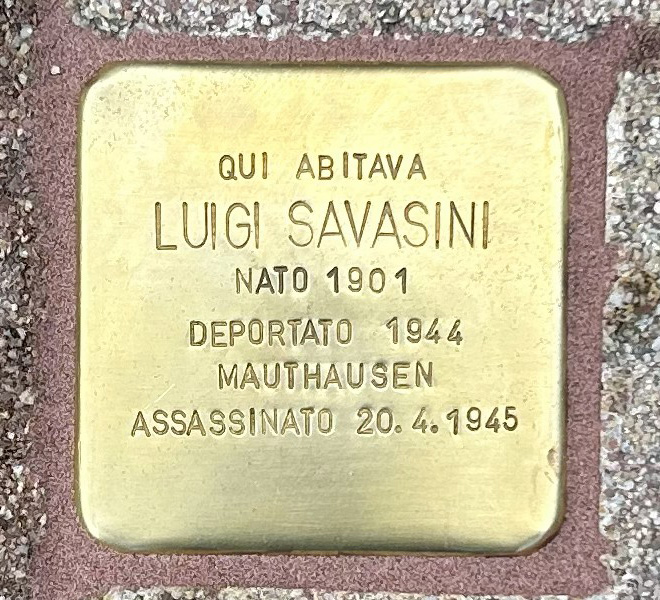 QUI ABITAVA
LUIGI SAVASINI
NATO 1901
DEPORTATO 1944
MAUTHAUSEN
ASSASSINATO 20.4.1945